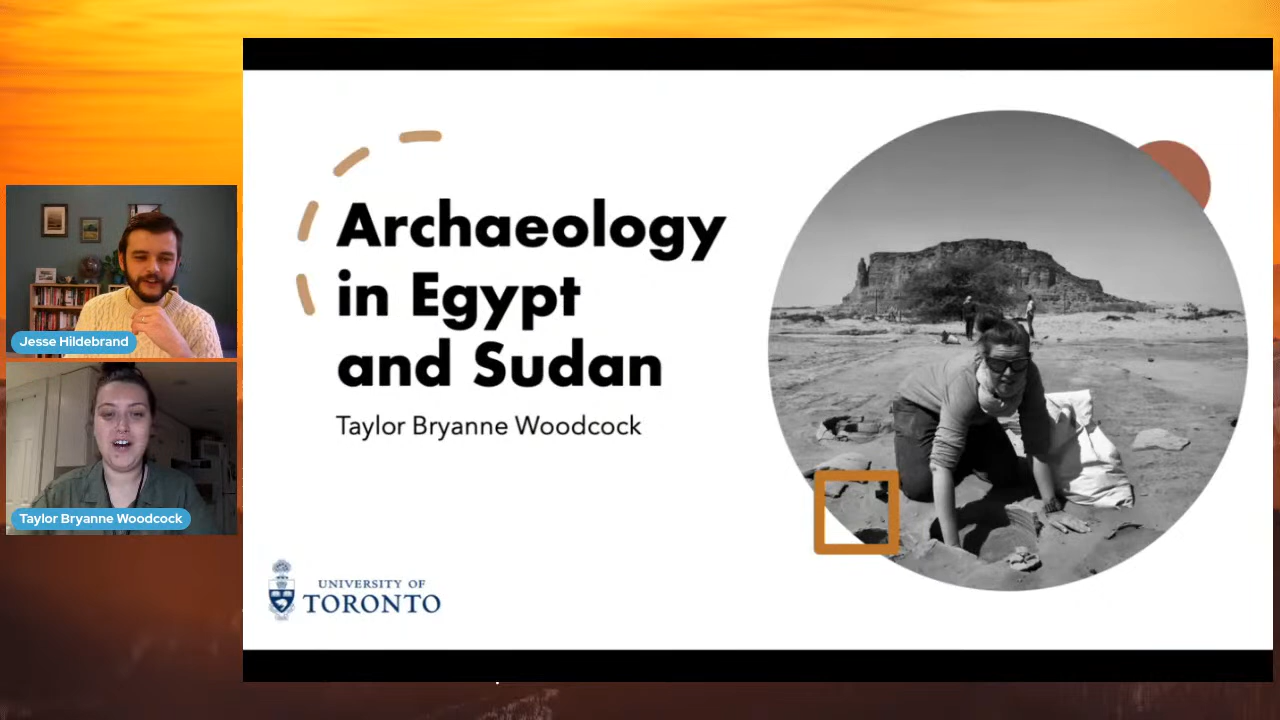 Archaeology
in Egypt
and Sudan
Taylor Bryanne Woodcock
UNIVERSITY OF
TORONTO
Jesse Hildebrand
Taylor Bryanne Woodcock